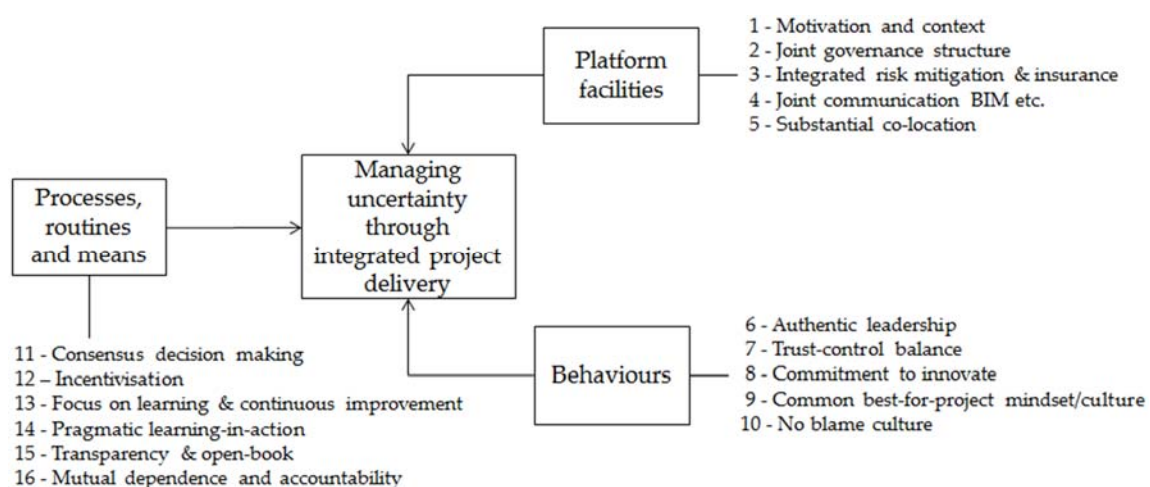 Platform
facilities
1 - Motivation and context
2 - Joint governance structure
3 - Integrated risk mitigation & insurance
4 - Joint communication BIM etc.
5 - Substantial co-location
Processes,
routines
and means
Managing
uncertainty
through
integrated project
delivery
11 - Consensus decision making
12 – Incentivisation
13 - Focus on learning & continuous improvement
14 - Pragmatic learning-in-action
15 - Transparency & open-book
16 - Mutual dependence and accountability
Behaviours
6 - Authentic leadership
7 - Trust-control balance
8 - Commitment to innovate
9 - Common best-for-project mindset/culture
10 - No blame culture